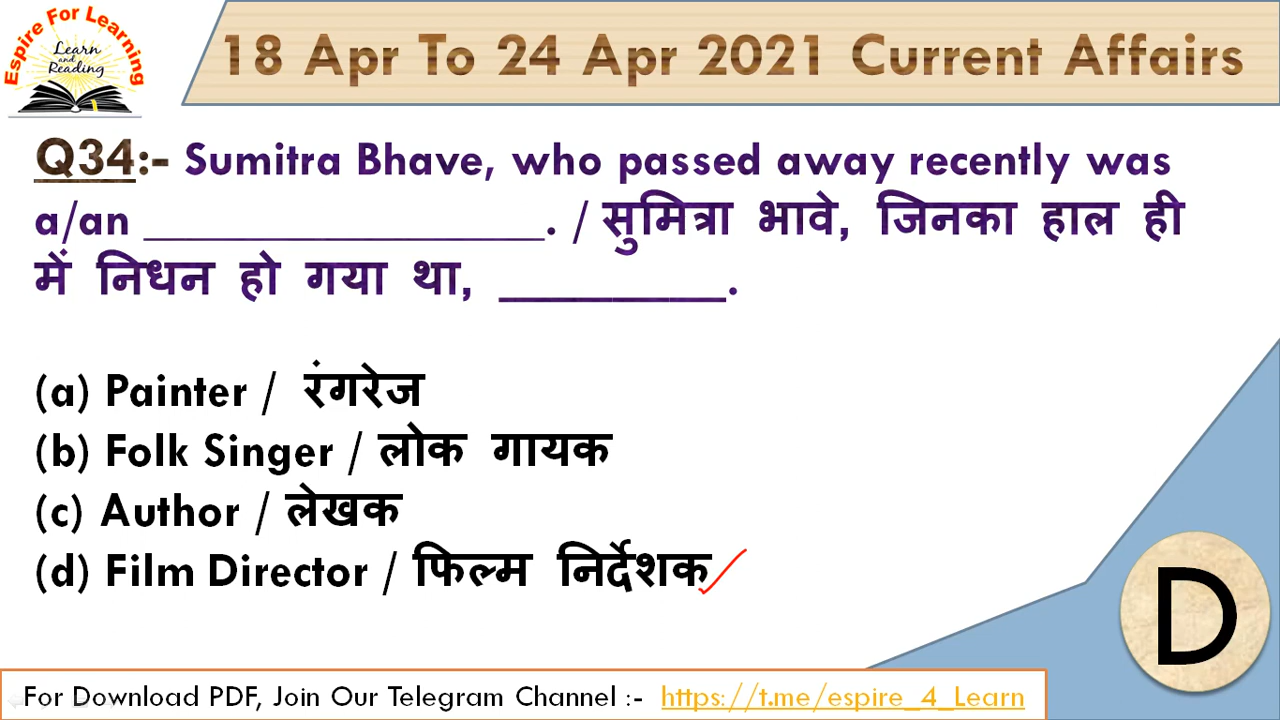 Espire For Learning
Learn
and
Reading
18 Apr To 24 Apr 2021 Current Affairs
Q34:- Sumitra Bhave, who passed away recently was
a/an ____________________. / सुमित्रा भावे, जिनका हाल ही
में निधन हो गया था, ___________.
(a) Painter / रंगरेज
(b) Folk Singer / लोक गायक
(c) Author / लेखक
(d) Film Director / फिल्म निर्देशक
D
For Download PDF, Join Our Telegram Channel :- https://t.me/espire_4_Learn